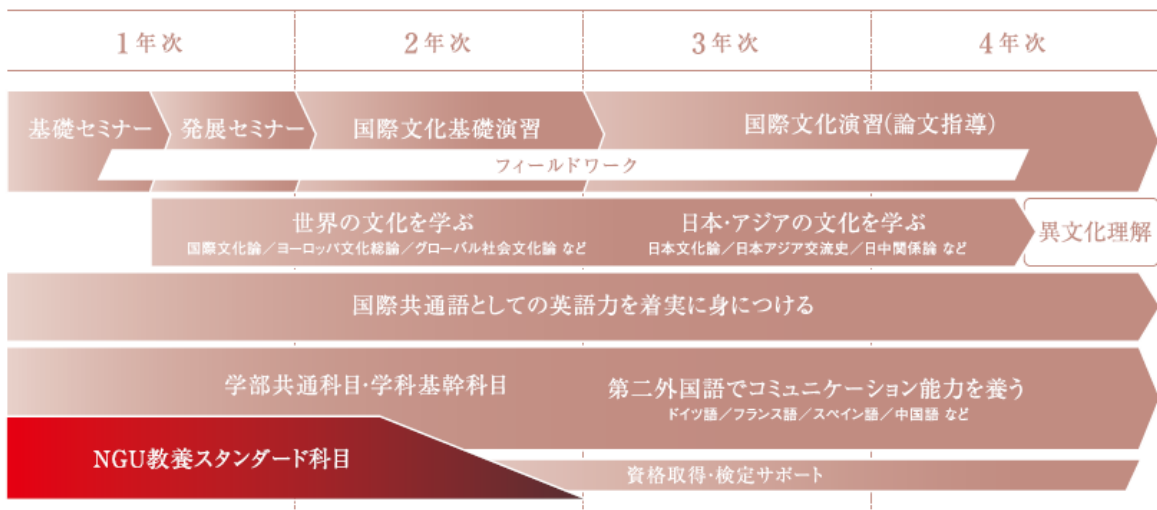 1年次
2年次
3年次
4年次
基礎セミナー
発展セミナー
国際文化基礎演習
国際文化演習(論文指導)
フィールドワーク
世界の文化を学ぶ
国際文化論／ヨーロッパ文化総論／グローバル社会文化論 など
日本・アジアの文化を学ぶ
日本文化論／日本アジア交流史／日中関係論 など
異文化理解
国際共通語としての英語力を着実に身につける
学部共通科目・学科基幹科目
第二外国語でコミュニケーション能力を養う
ドイツ語／フランス語／スペイン語／中国語 など
NGU教養スタンダード科目
資格取得・検定サポート